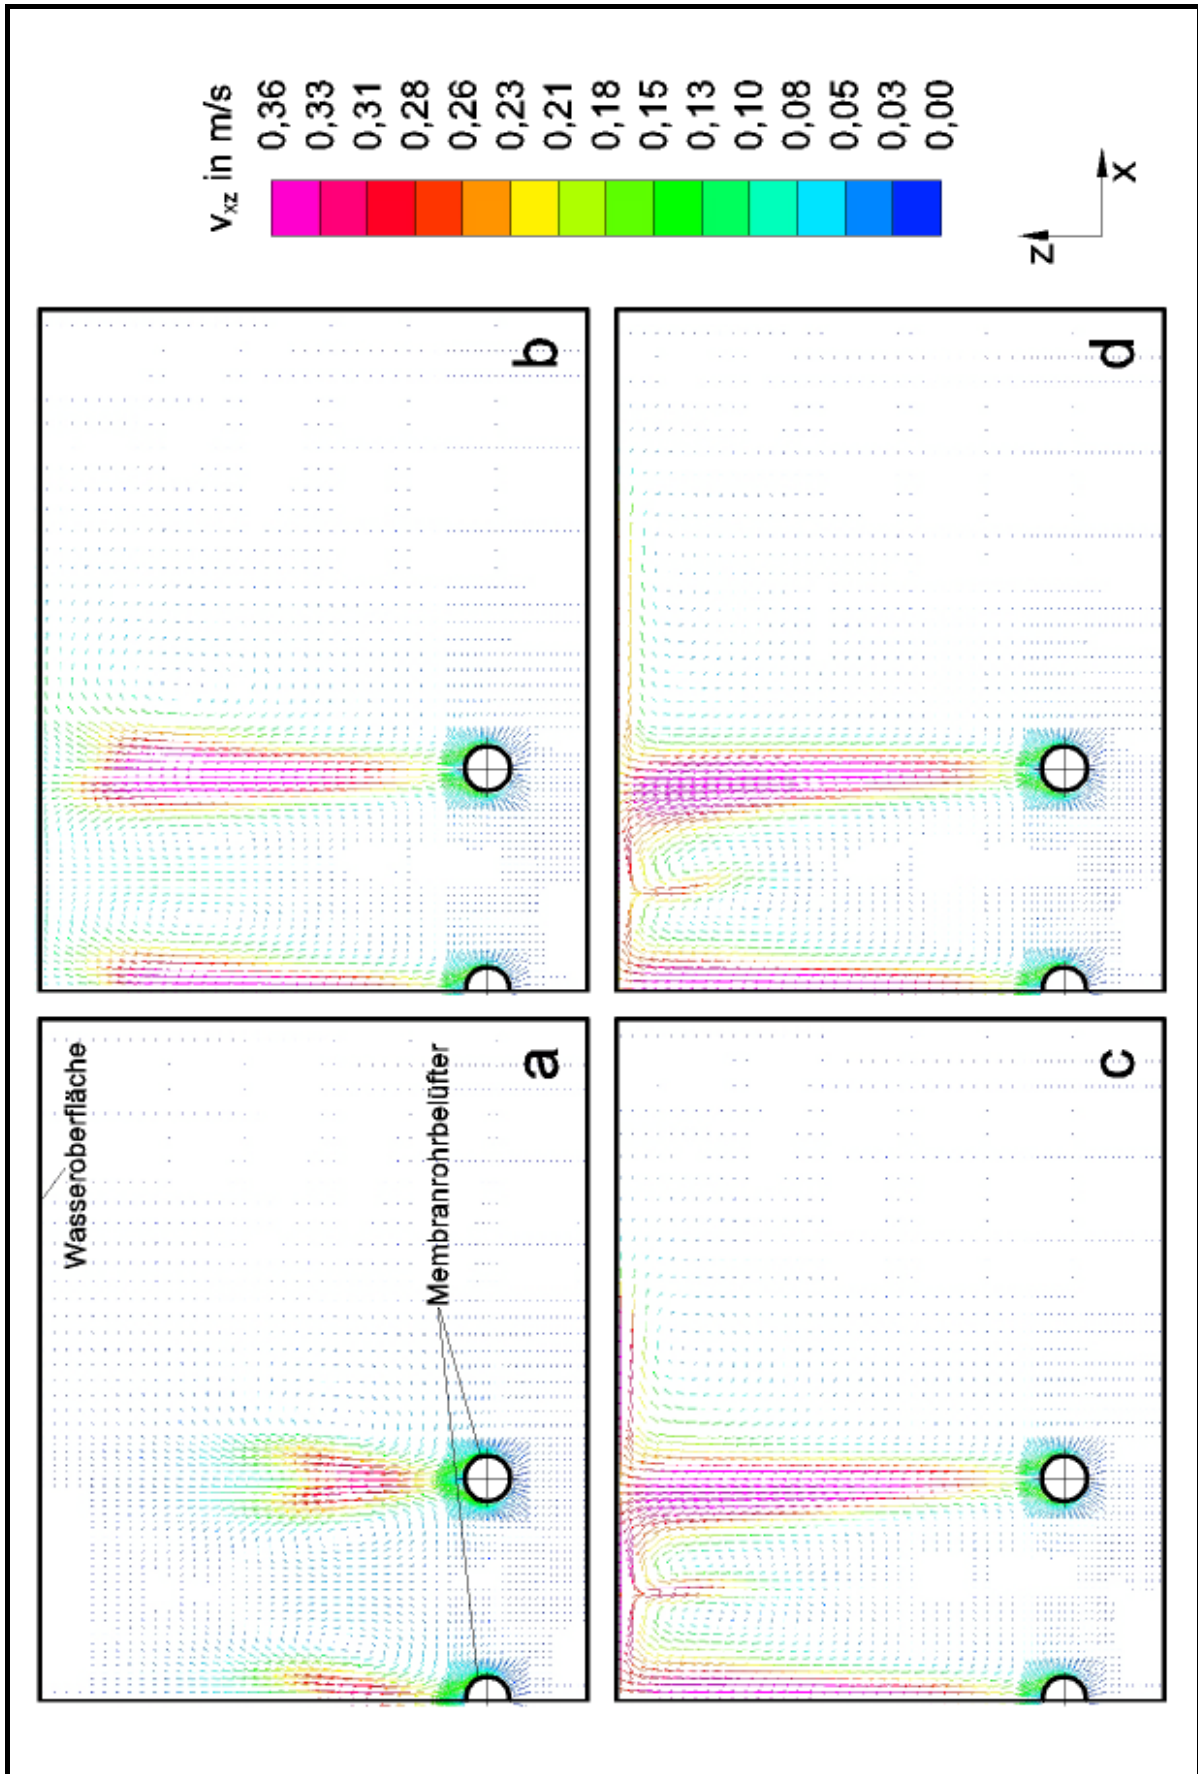 Wasseroberfläche
Membranrohrbelüfter
a
b
c
d
vxz in m/s
0,36
0,33
0,31
0,28
0,26
0,23
0,21
0,18
0,15
0,13
0,10
0,08
0,05
0,03
0,00
z
x